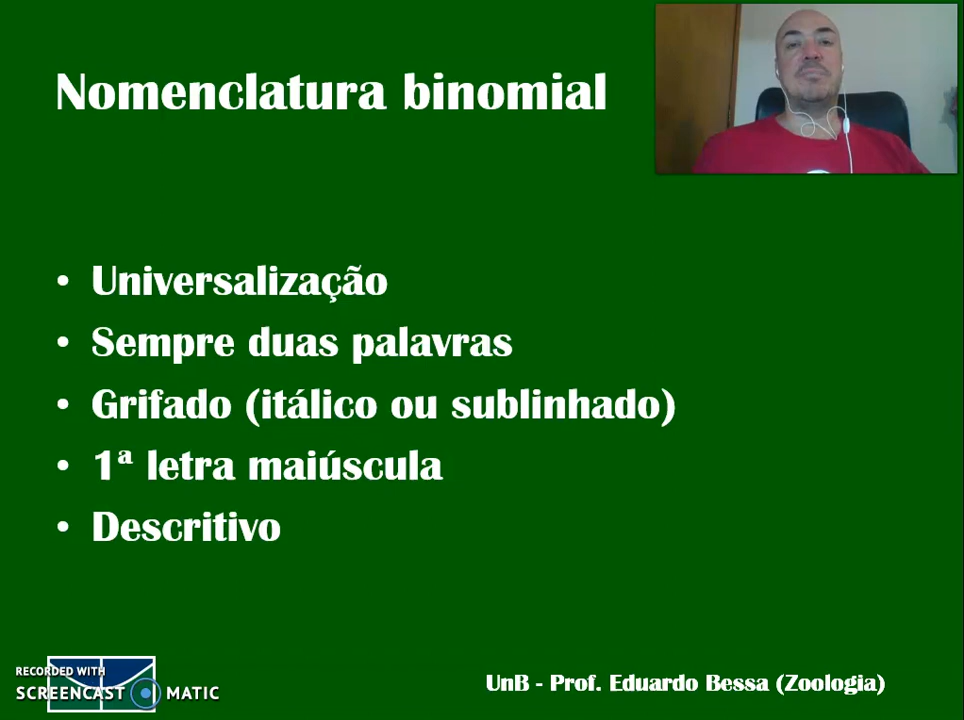 Nomenclatura binomial
• Universalização
• Sempre duas palavras
• Grifado (itálico ou sublinhado)
• 1ª letra maiúscula
• Descritivo
RECORDED WITH
SCREENCAST MATIC
UnB - Prof. Eduardo Bessa (Zoologia)